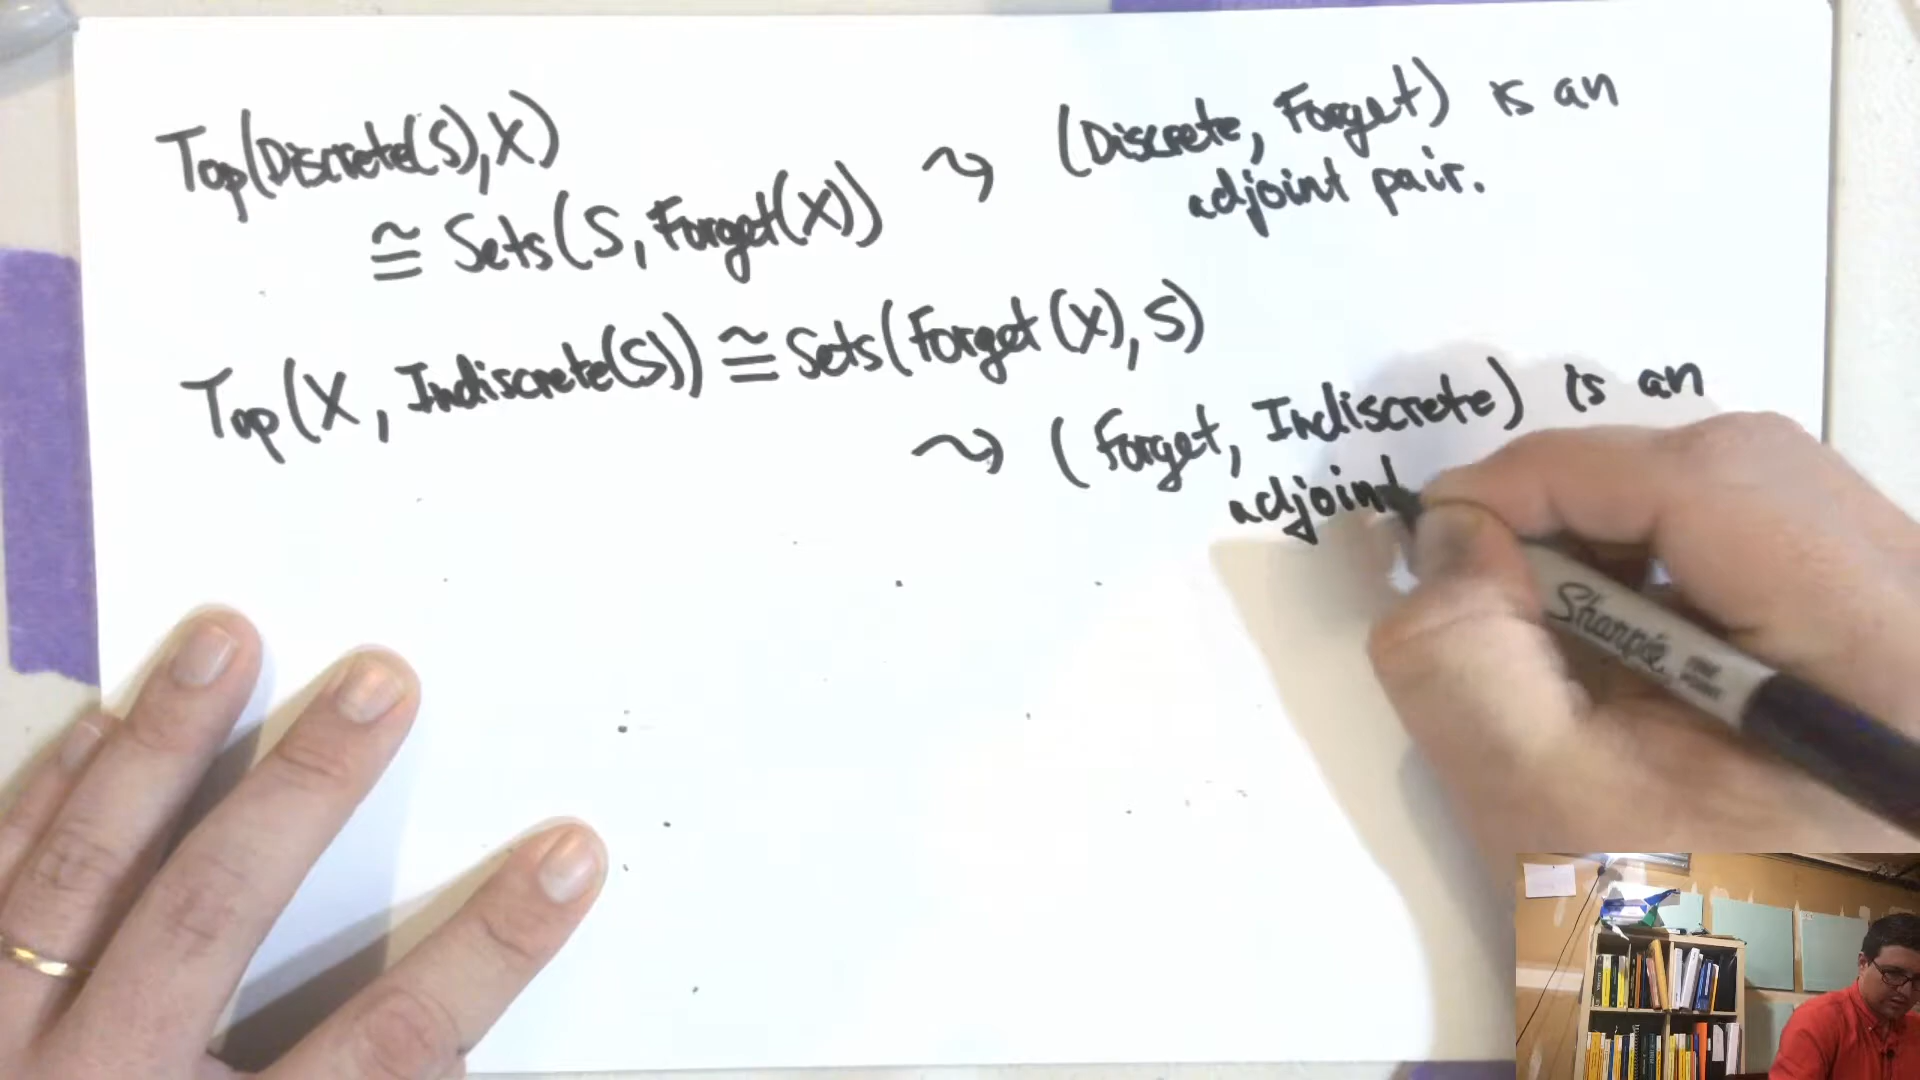 Top(Discrete(S), X)
≅ Sets(S, Forget(X))
⇝ (Discrete, Forget) is an
adjoint pair.
Top(X, Indiscrete(S)) ≅ Sets(Forget(X), S)
⇝ (Forget, Indiscrete) is an
adjoint
Sharpie